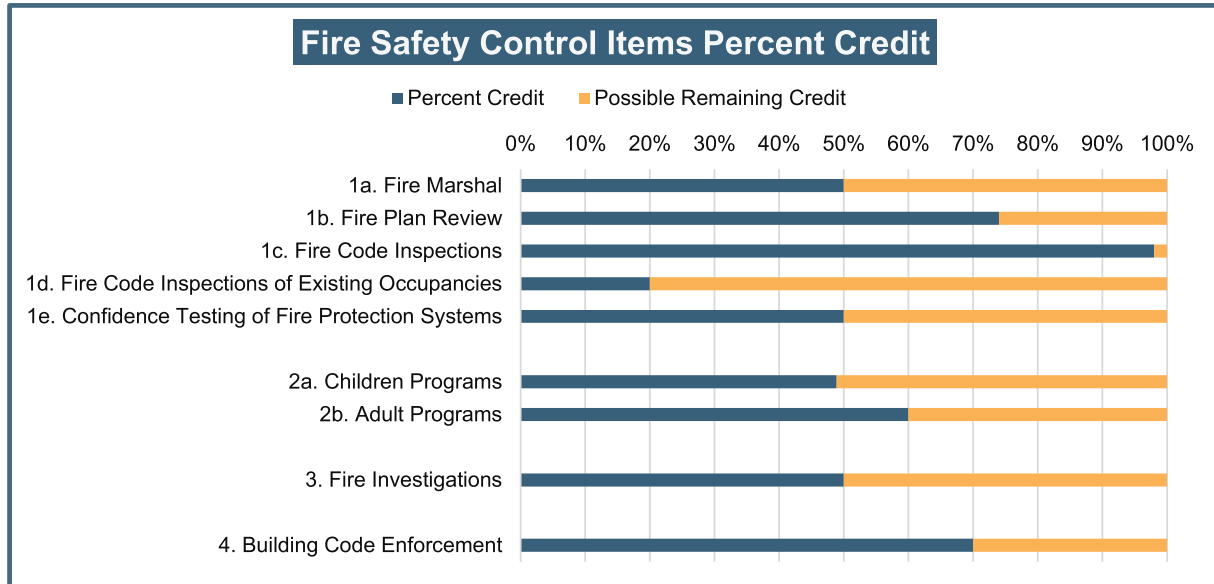 Fire Safety Control Items Percent Credit
Percent Credit Possible Remaining Credit
0% 10% 20% 30% 40% 50% 60% 70% 80% 90% 100%
1a. Fire Marshal
1b. Fire Plan Review
1c. Fire Code Inspections
1d. Fire Code Inspections of Existing Occupancies
1e. Confidence Testing of Fire Protection Systems
2a. Children Programs
2b. Adult Programs
3. Fire Investigations
4. Building Code Enforcement